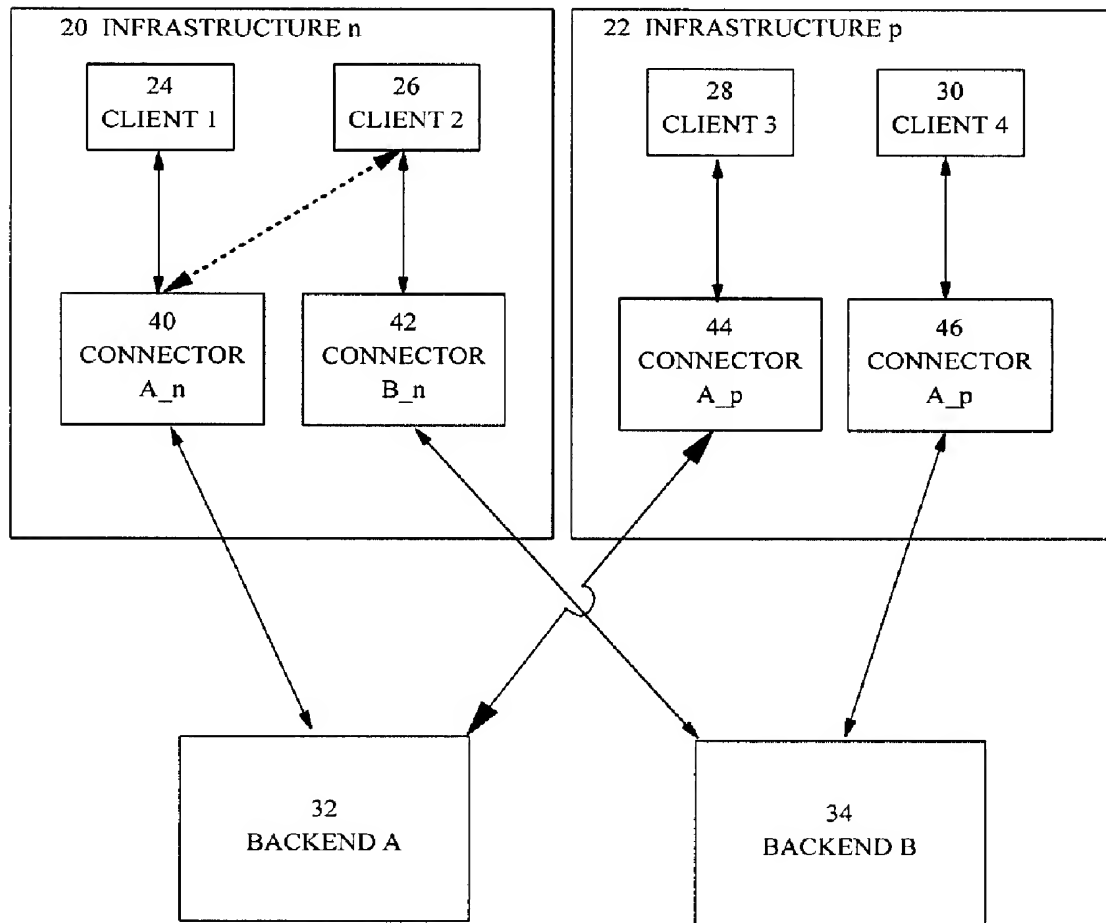 20 INFRASTRUCTURE n
24
CLIENT 1
26
CLIENT 2
40
CONNECTOR
A_n
42
CONNECTOR
B_n
22 INFRASTRUCTURE p
28
CLIENT 3
30
CLIENT 4
44
CONNECTOR
A_p
46
CONNECTOR
A_p
32
BACKEND A
34
BACKEND B